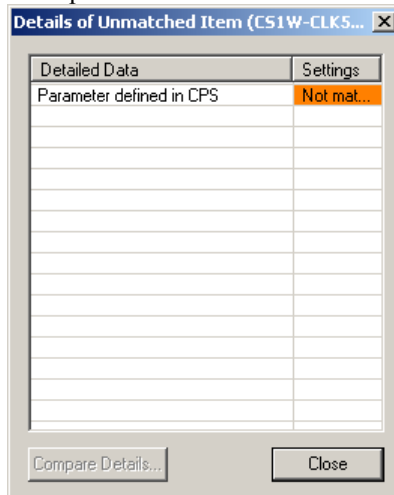 Details of Unmatched Item (CS1W-CLK5...
Detailed Data Settings
Parameter defined in CPS Not mat...
Compare Details... Close